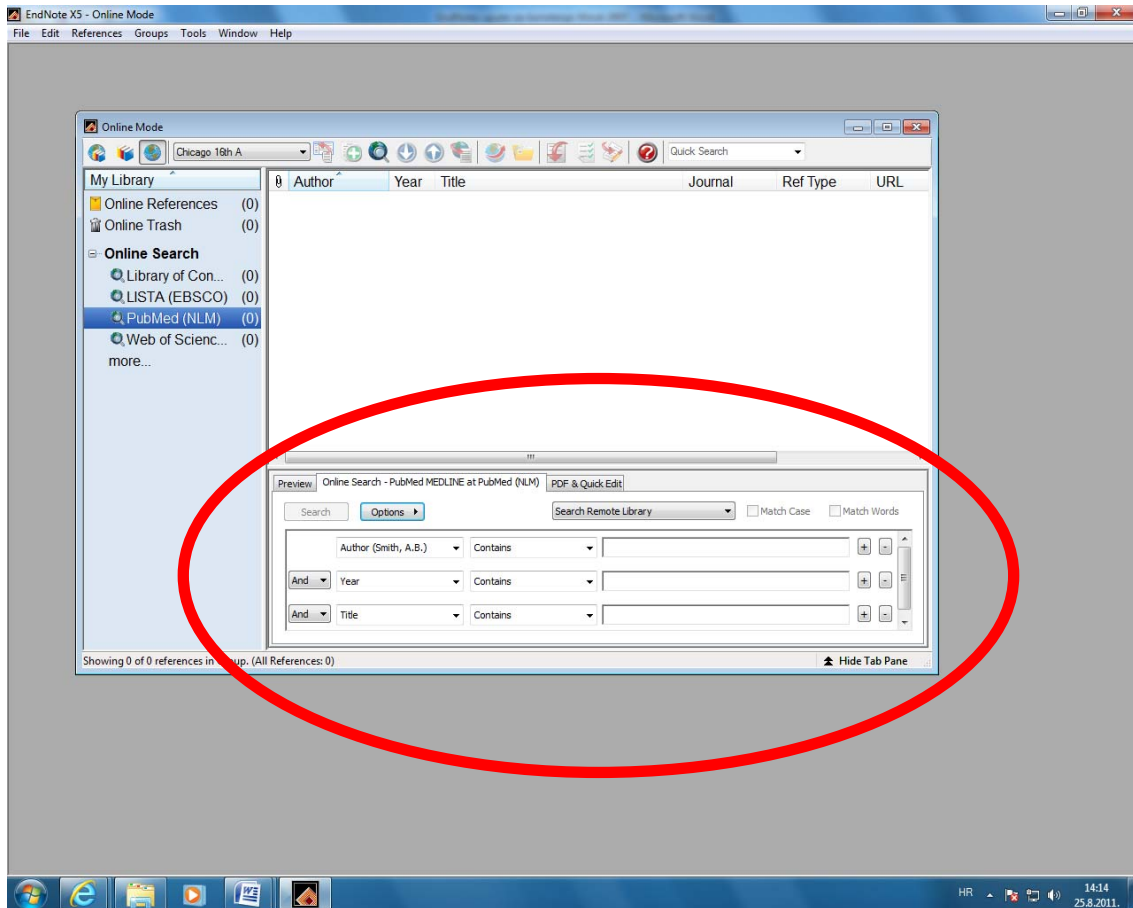 EndNote X5 - Online Mode
File Edit References Groups Tools Window Help
Online Mode
Chicago 16th A
Quick Search
My Library
Author Year Title Journal Ref Type URL
Online References (0)
Online Trash (0)
Online Search
Library of Con... (0)
LISTA (EBSCO) (0)
PubMed (NLM) (0)
Web of Scienc... (0)
more...
Preview Online Search - PubMed MEDLINE at PubMed (NLM) PDF & Quick Edit
Search Options Search Remote Library Match Case Match Words
Author (Smith, A.B.) Contains + -
And Year Contains + -
And Title Contains + -
Showing 0 of 0 references in Group. (All References: 0) Hide Tab Pane
HR 14:14
25.8.2011.